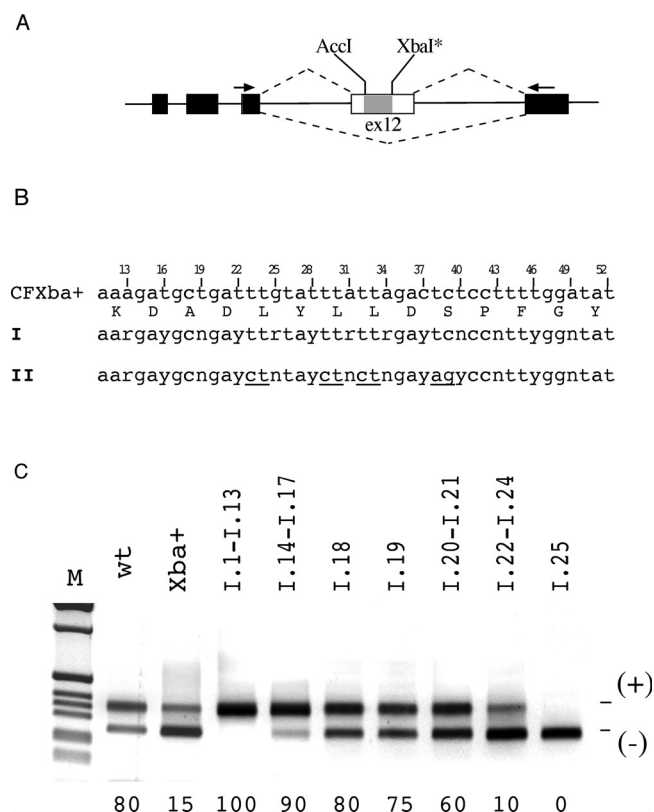 A
AccI XbaI*
ex12
B
13 16 19 22 25 28 31 34 37 40 43 46 49 52
CFXba+ aaagatgctgatttgtatttattagactctccttttggatat
K D A D L Y L L D S P F G Y
I aargaygcngayttrtayttrttrgaytcnccnttyggntat
II aargaygcngayctntayctnctngayagyccnttyggntat
C
M wt Xba+ I.1-I.13 I.14-I.17 I.18 I.19 I.20-I.21 I.22-I.24 I.25
(+)
(-)
80 15 100 90 80 75 60 10 0